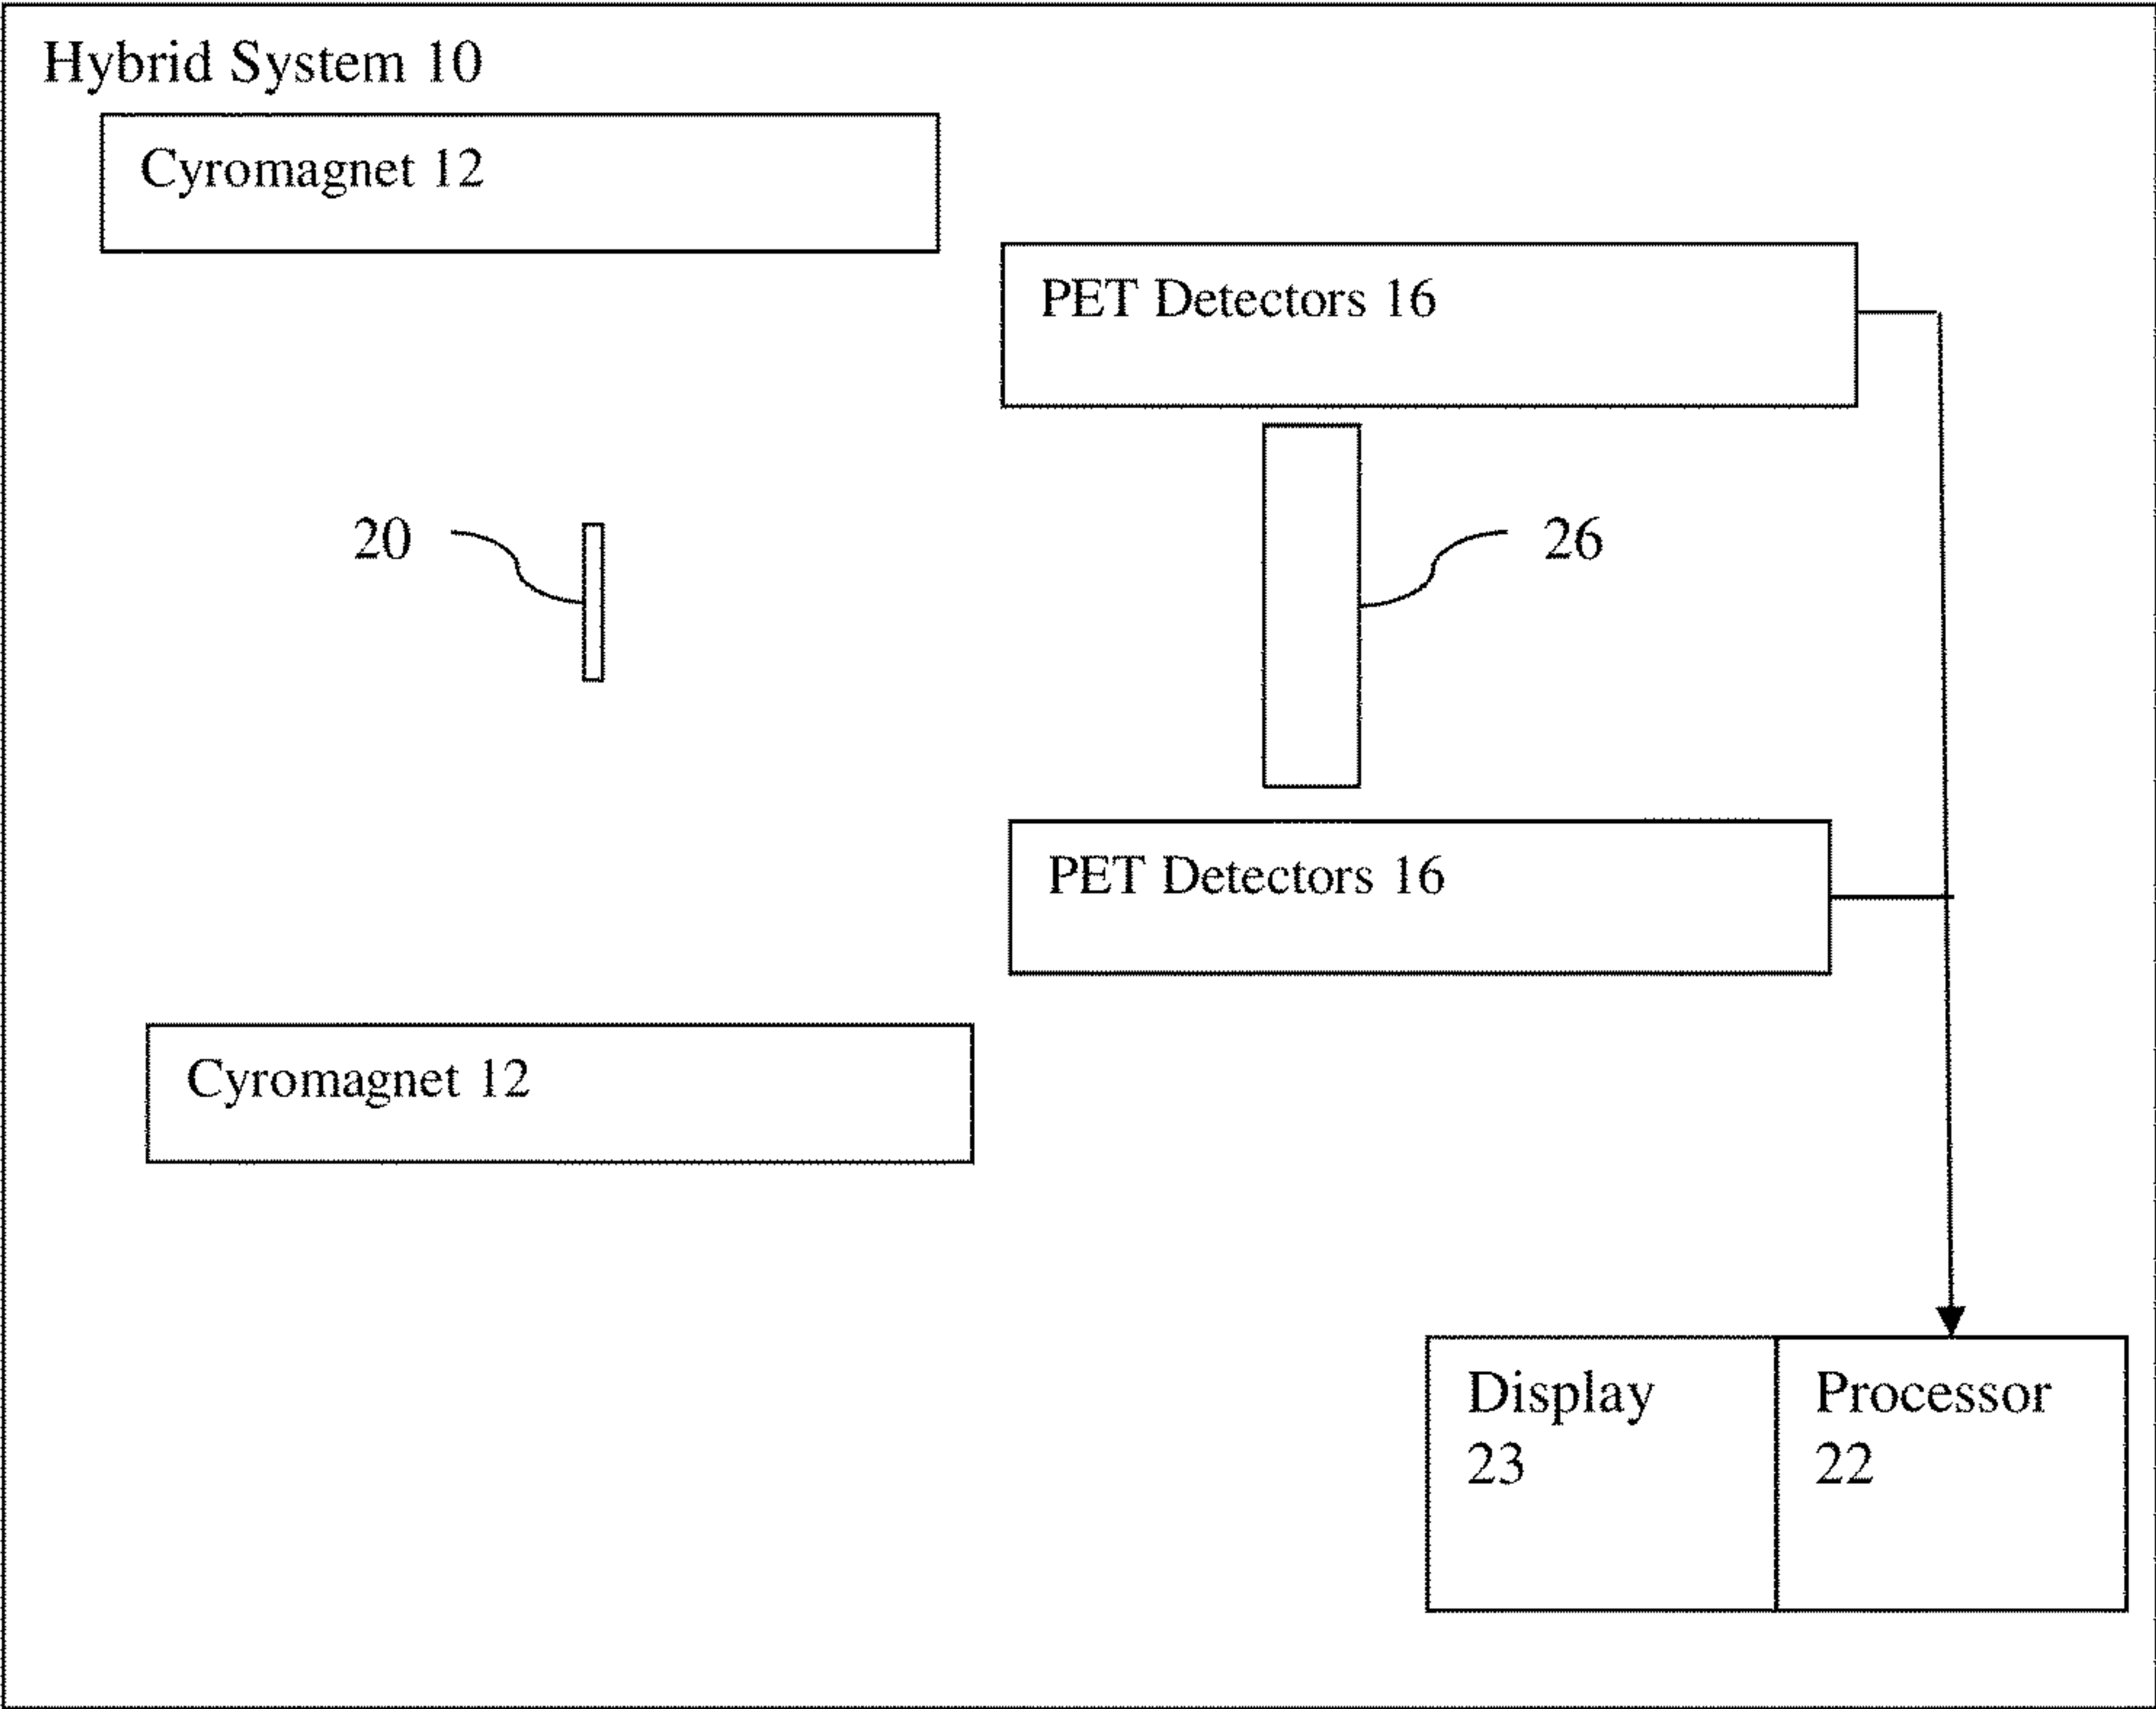 Hybrid System 10
Cyromagnet 12
PET Detectors 16
20
26
PET Detectors 16
Cyromagnet 12
Display
23
Processor
22